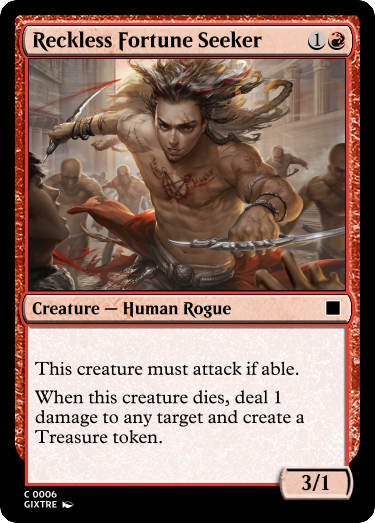 Reckless Fortune Seeker 1
Creature — Human Rogue
This creature must attack if able.
When this creature dies, deal 1
damage to any target and create a
Treasure token.
3/1
C 0006
GIXTRE